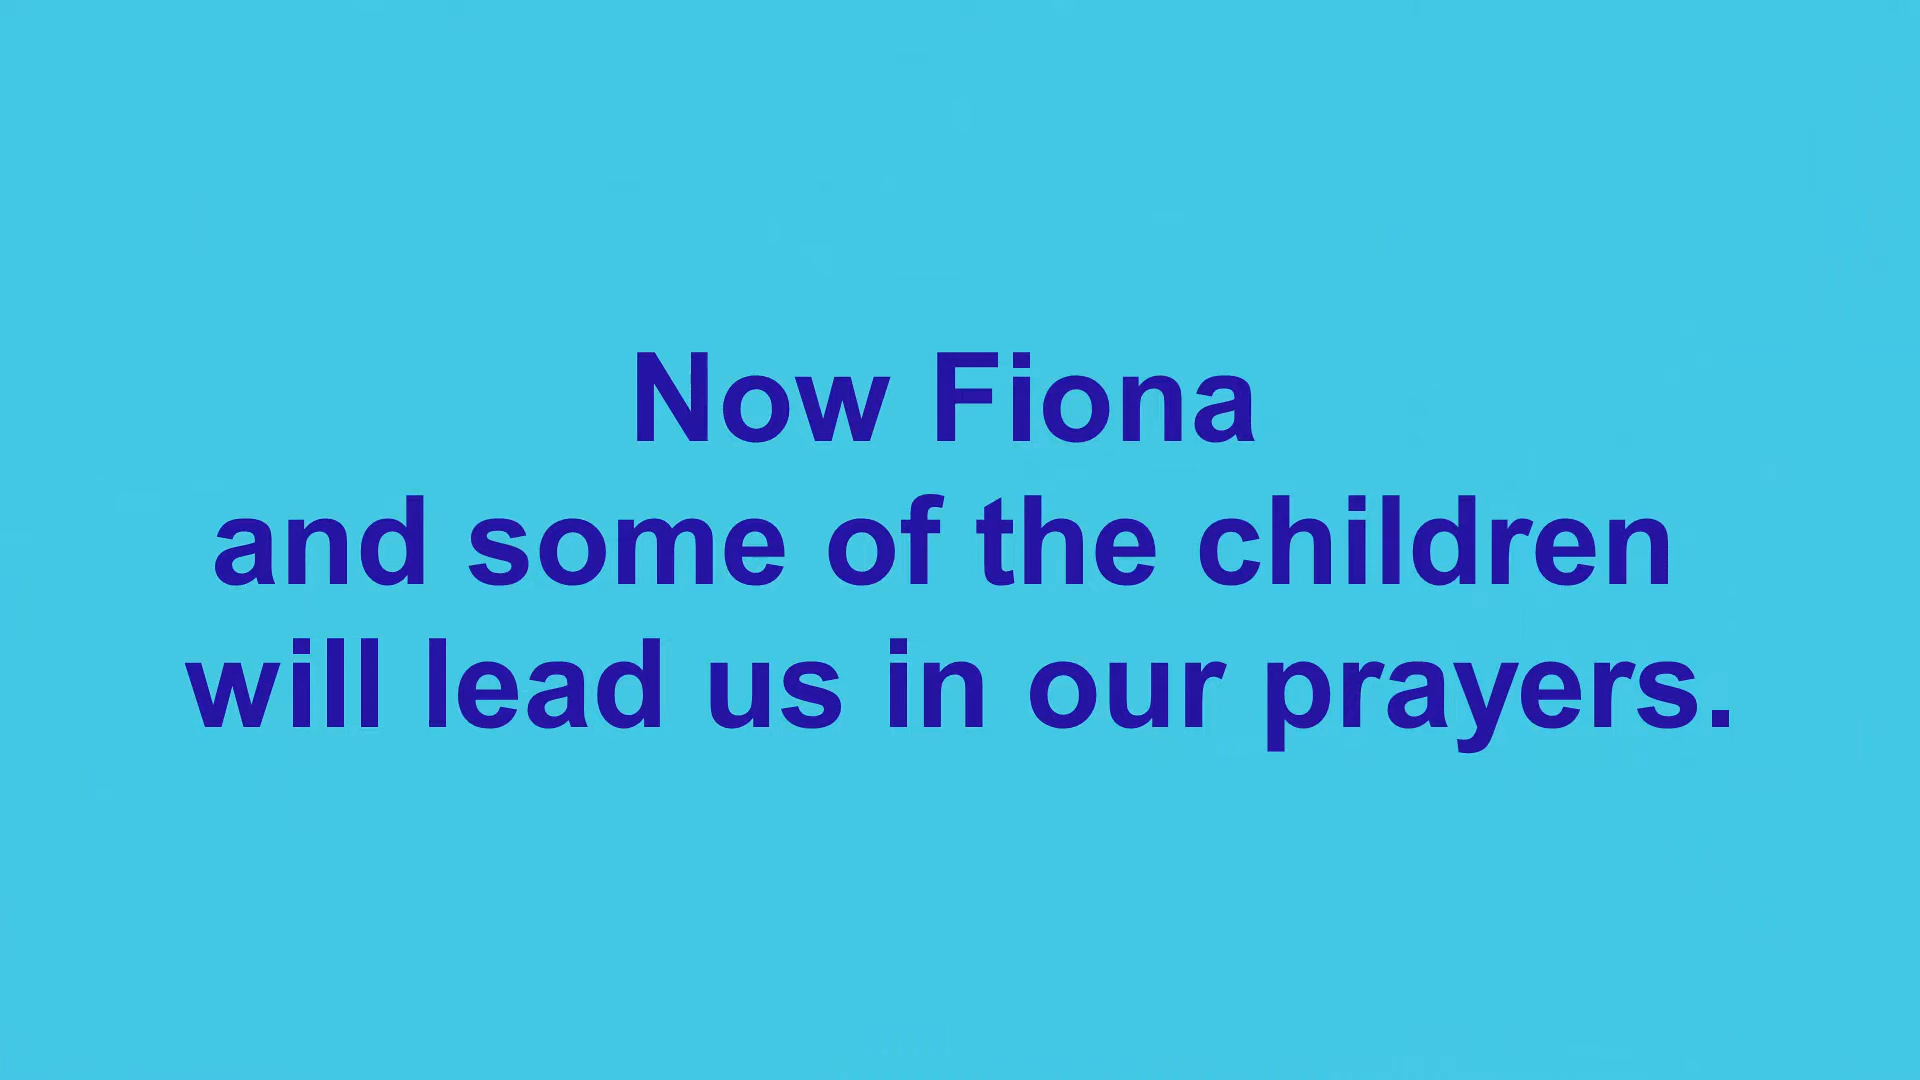 Now Fiona
and some of the children
will lead us in our prayers.